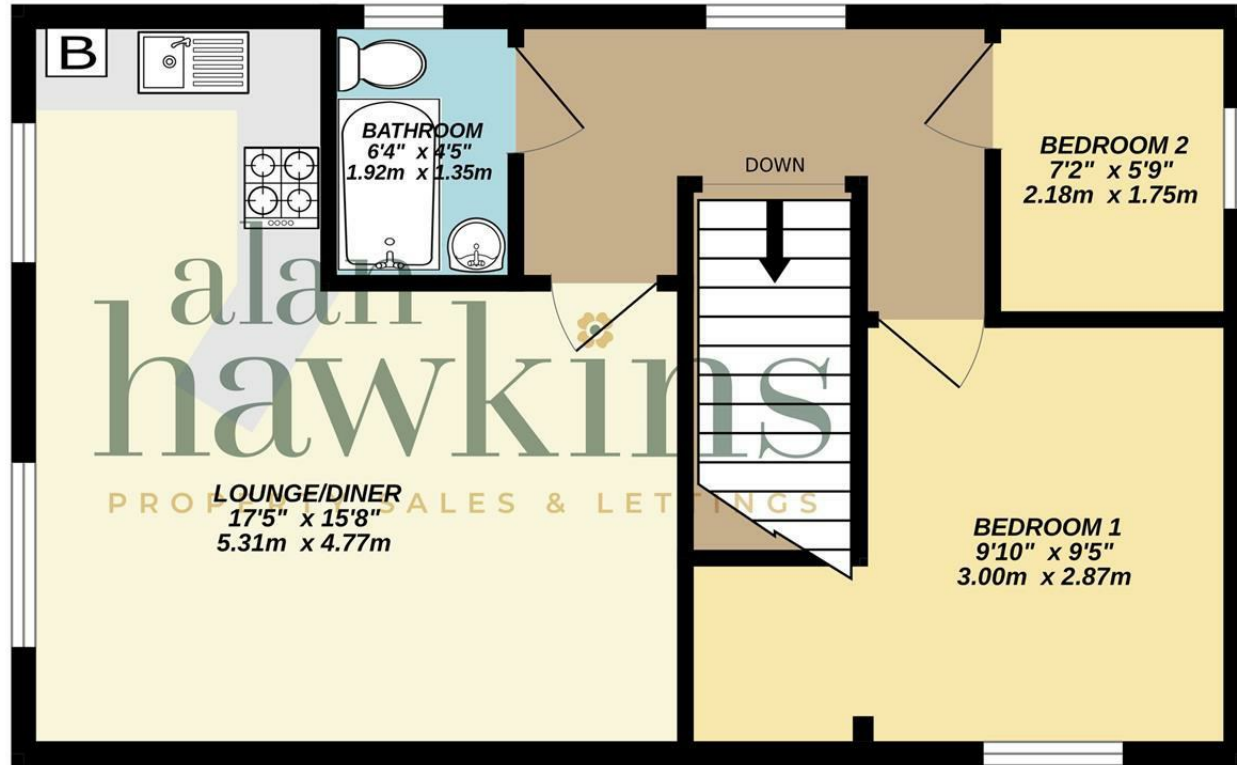 B
BATHROOM
6'4" x 4'5"
1.92m x 1.35m
DOWN
BEDROOM 2
7'2" x 5'9"
2.18m x 1.75m
alan
hawkins
PROPERTY SALES & LETTINGS
LOUNGE/DINER
17'5" x 15'8"
5.31m x 4.77m
BEDROOM 1
9'10" x 9'5"
3.00m x 2.87m